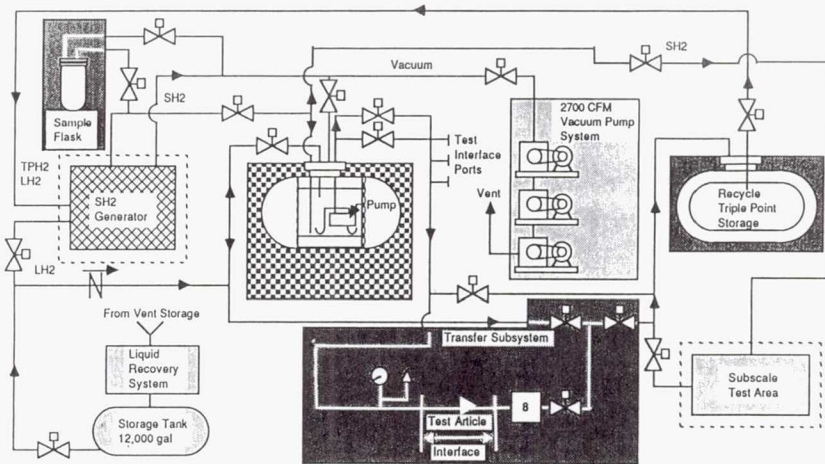 SH2
Vacuum
2700 CFM
Vacuum Pump
System
Sample
Flask
SH2
Test
Interface
Ports
TPH2
LH2
SH2
Generator
Pump
Vent
Recycle
Triple Point
Storage
LH2
From Vent Storage
Transfer Subsystem
Liquid
Recovery
System
Subscale
Test Area
8
Storage Tank
12,000 gal
Test Article
Interface